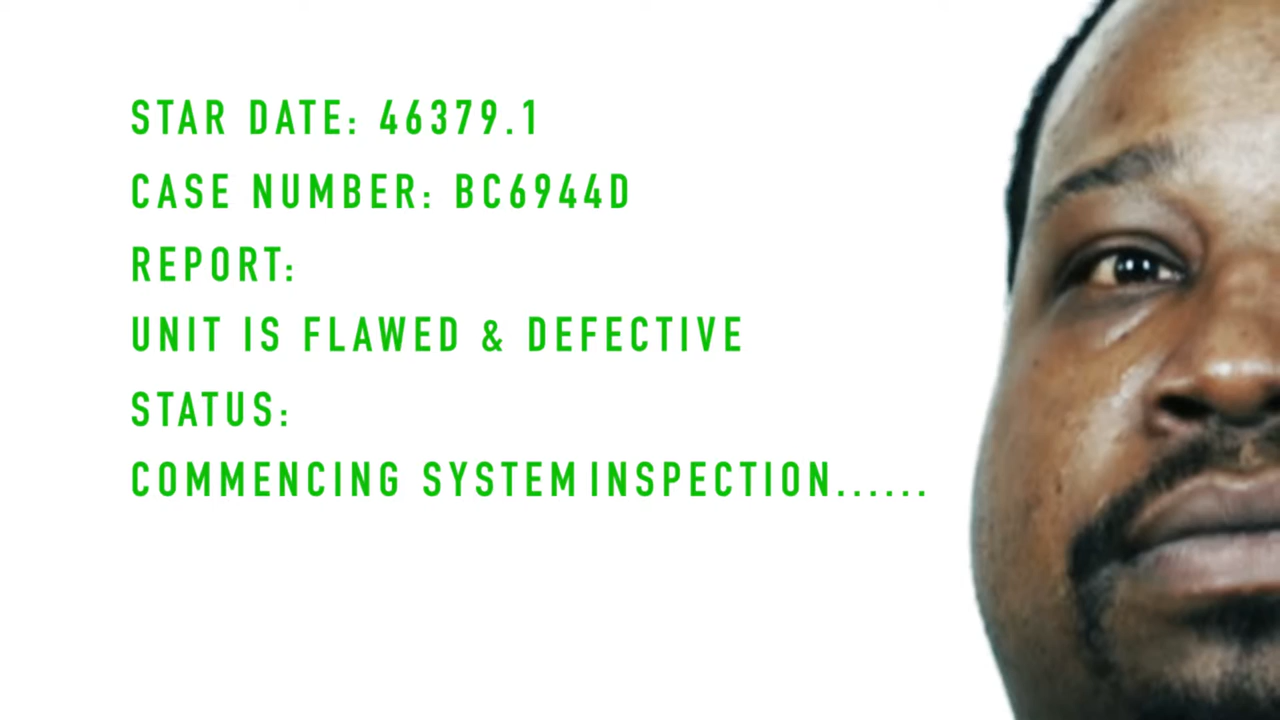 STAR DATE: 46379.1
CASE NUMBER: BC6944D
REPORT:
UNIT IS FLAWED & DEFECTIVE
STATUS:
COMMENCING SYSTEM INSPECTION......